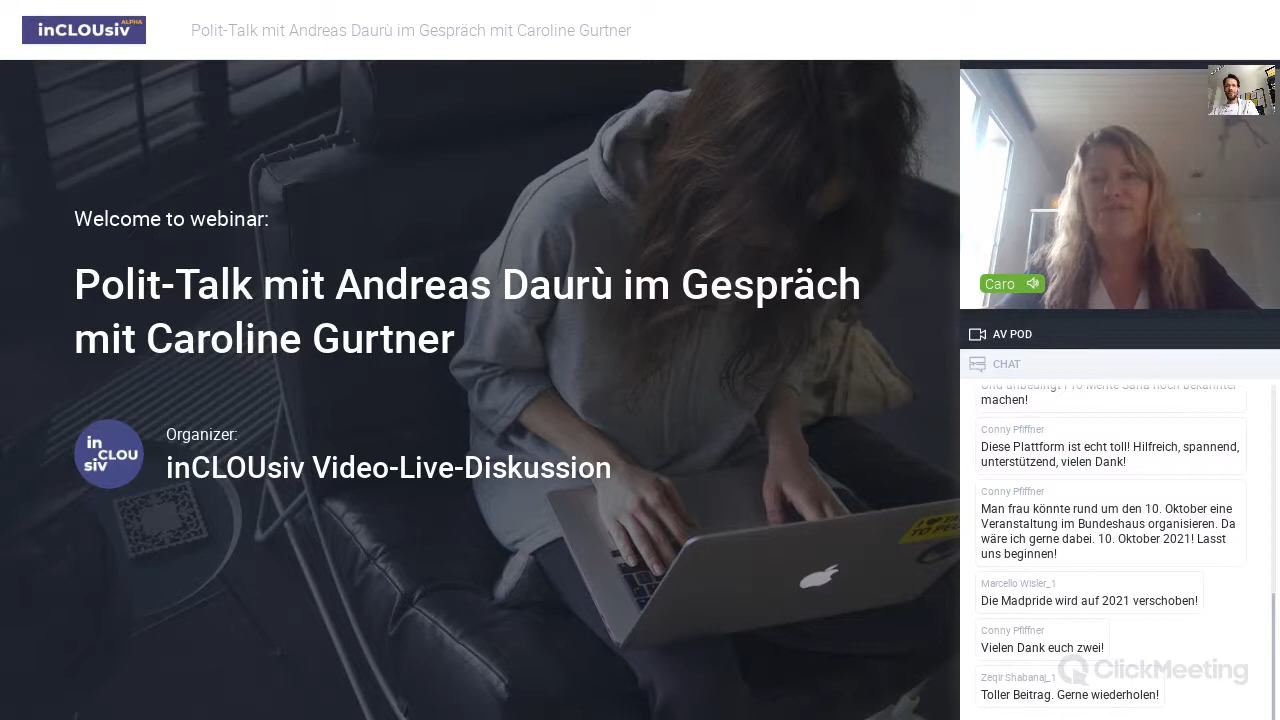 inCLOUsiv
ALPHA
Polit-Talk mit Andreas Daurù im Gespräch mit Caroline Gurtner
Welcome to webinar:
Polit-Talk mit Andreas Daurù im Gespräch
mit Caroline Gurtner
in
CLOU
siv
Organizer:
inCLOUsiv Video-Live-Diskussion
Caro
AV POD
CHAT
machen!
Conny Pfiffner
Diese Plattform ist echt toll! Hilfreich, spannend,
unterstützend, vielen Dank!
Conny Pfiffner
Man frau könnte rund um den 10. Oktober eine
Veranstaltung im Bundeshaus organisieren. Da
wäre ich gerne dabei. 10. Oktober 2021! Lasst
uns beginnen!
Marcello Wisler_1
Die Madpride wird auf 2021 verschoben!
Conny Pfiffner
Vielen Dank euch zwei!
Zeqir Shabanaj_1
Toller Beitrag. Gerne wiederholen!
ClickMeeting